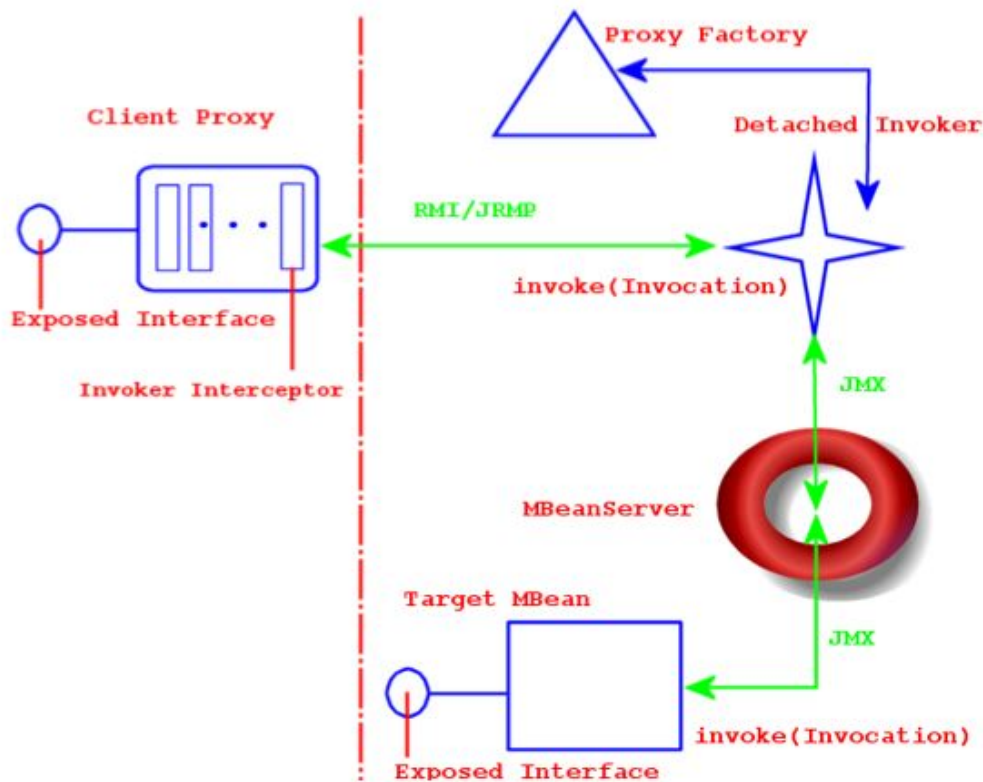 Proxy Factory
Client Proxy
Detached Invoker
RMI/JRMP
invoke(Invocation)
Exposed Interface
Invoker Interceptor
JMX
MBeanServer
Target MBean
JMX
invoke(Invocation)
Exposed Interface